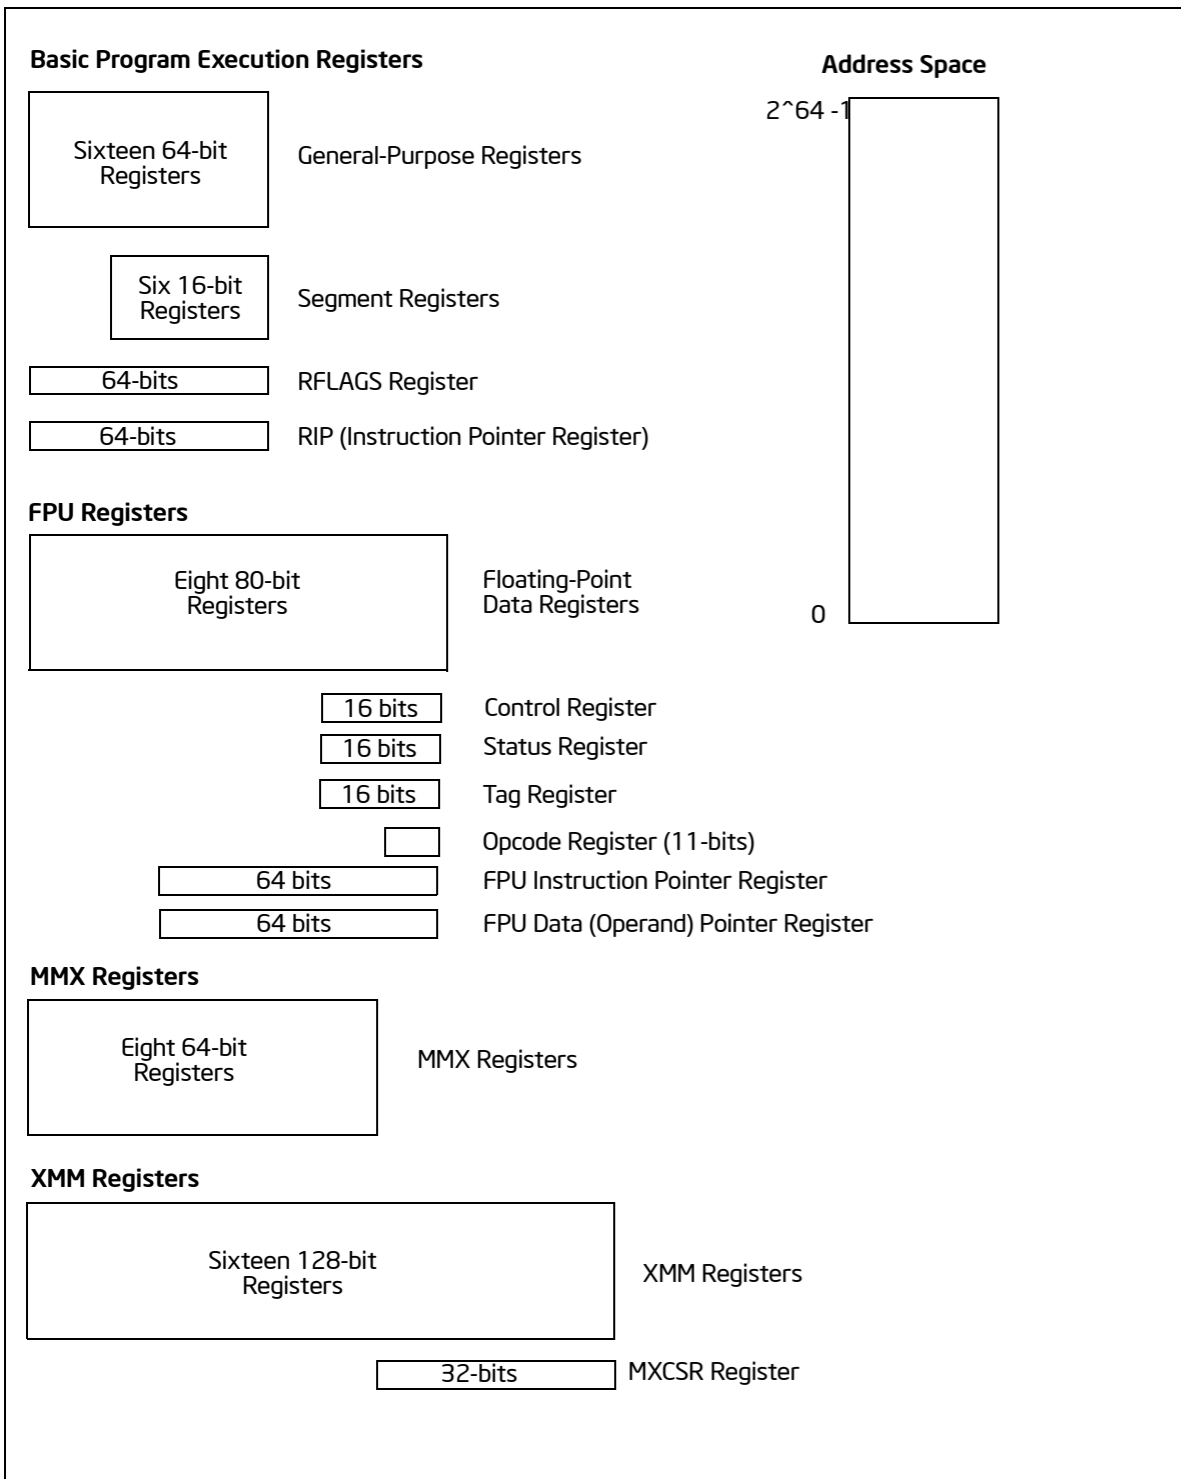 Basic Program Execution Registers
Address Space
2^64 -1
Sixteen 64-bit
Registers
General-Purpose Registers
Six 16-bit
Registers
Segment Registers
64-bits
RFLAGS Register
64-bits
RIP (Instruction Pointer Register)
FPU Registers
Eight 80-bit
Registers
Floating-Point
Data Registers
0
16 bits
Control Register
16 bits
Status Register
16 bits
Tag Register
Opcode Register (11-bits)
64 bits
FPU Instruction Pointer Register
64 bits
FPU Data (Operand) Pointer Register
MMX Registers
Eight 64-bit
Registers
MMX Registers
XMM Registers
Sixteen 128-bit
Registers
XMM Registers
32-bits
MXCSR Register